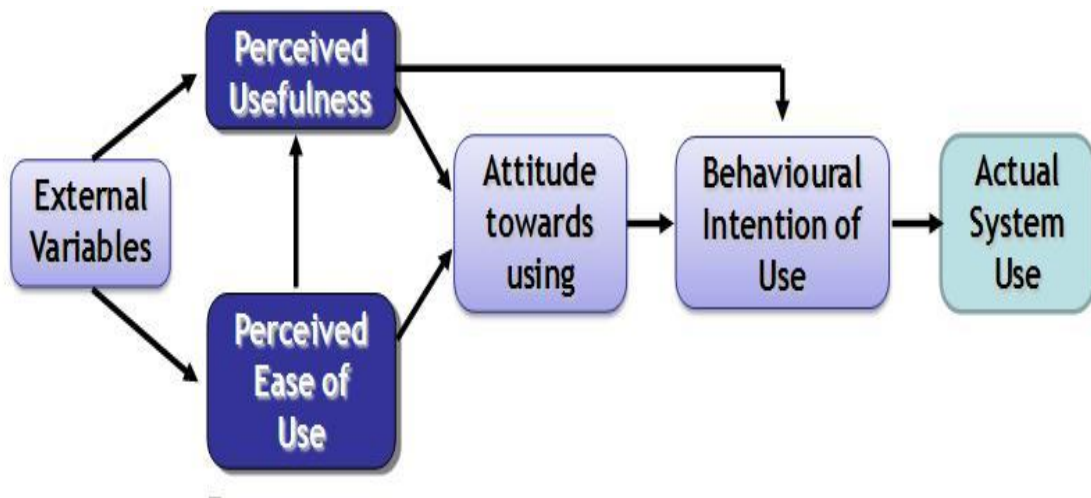 Perceived
Usefulness
External
Variables
Perceived
Ease of
Use
Attitude
towards
using
Behavioural
Intention of
Use
Actual
System
Use